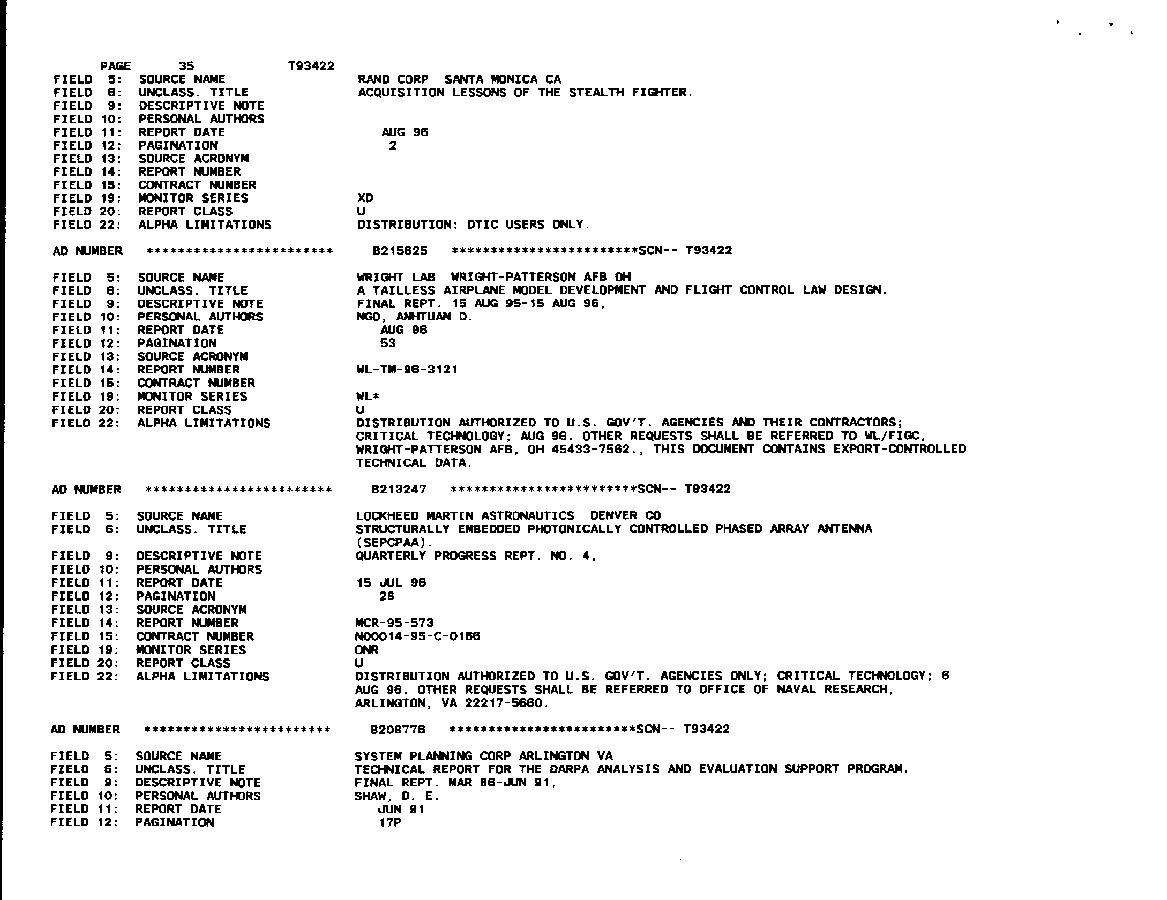 PAGE 35 T93422
FIELD 5: SOURCE NAME RAND CORP SANTA MONICA CA
FIELD 6: UNCLASS. TITLE ACQUISITION LESSONS OF THE STEALTH FIGHTER.
FIELD 9: DESCRIPTIVE NOTE
FIELD 10: PERSONAL AUTHORS
FIELD 11: REPORT DATE AUG 96
FIELD 12: PAGINATION 2
FIELD 13: SOURCE ACRONYM
FIELD 14: REPORT NUMBER
FIELD 15: CONTRACT NUMBER
FIELD 19: MONITOR SERIES XD
FIELD 20: REPORT CLASS U
FIELD 22: ALPHA LIMITATIONS DISTRIBUTION: DTIC USERS ONLY.
AD NUMBER ************************ B215625 ************************SCN-- T93422
FIELD 5: SOURCE NAME WRIGHT LAB WRIGHT-PATTERSON AFB OH
FIELD 6: UNCLASS. TITLE A TAILLESS AIRPLANE MODEL DEVELOPMENT AND FLIGHT CONTROL LAW DESIGN.
FIELD 9: DESCRIPTIVE NOTE FINAL REPT. 15 AUG 95-15 AUG 96,
FIELD 10: PERSONAL AUTHORS NGO, ANHTUAN D.
FIELD 11: REPORT DATE AUG 96
FIELD 12: PAGINATION 53
FIELD 13: SOURCE ACRONYM
FIELD 14: REPORT NUMBER WL-TM-96-3121
FIELD 15: CONTRACT NUMBER
FIELD 19: MONITOR SERIES WL*
FIELD 20: REPORT CLASS U
FIELD 22: ALPHA LIMITATIONS DISTRIBUTION AUTHORIZED TO U.S. GOV'T. AGENCIES AND THEIR CONTRACTORS;
CRITICAL TECHNOLOGY; AUG 96. OTHER REQUESTS SHALL BE REFERRED TO WL/FIGC,
WRIGHT-PATTERSON AFB, OH 45433-7562., THIS DOCUMENT CONTAINS EXPORT-CONTROLLED
TECHNICAL DATA.
AD NUMBER ************************ B213247 ************************SCN-- T93422
FIELD 5: SOURCE NAME LOCKHEED MARTIN ASTRONAUTICS DENVER CO
FIELD 6: UNCLASS. TITLE STRUCTURALLY EMBEDDED PHOTONICALLY CONTROLLED PHASED ARRAY ANTENNA
(SEPCPAA).
FIELD 9: DESCRIPTIVE NOTE QUARTERLY PROGRESS REPT. NO. 4,
FIELD 10: PERSONAL AUTHORS
FIELD 11: REPORT DATE 15 JUL 96
FIELD 12: PAGINATION 26
FIELD 13: SOURCE ACRONYM
FIELD 14: REPORT NUMBER MCR-95-573
FIELD 15: CONTRACT NUMBER N00014-95-C-0166
FIELD 19: MONITOR SERIES ONR
FIELD 20: REPORT CLASS U
FIELD 22: ALPHA LIMITATIONS DISTRIBUTION AUTHORIZED TO U.S. GOV'T. AGENCIES ONLY; CRITICAL TECHNOLOGY; 6
AUG 96. OTHER REQUESTS SHALL BE REFERRED TO OFFICE OF NAVAL RESEARCH,
ARLINGTON, VA 22217-5660.
AD NUMBER ************************ B208776 ************************SCN-- T93422
FIELD 5: SOURCE NAME SYSTEM PLANNING CORP ARLINGTON VA
FIELD 6: UNCLASS. TITLE TECHNICAL REPORT FOR THE DARPA ANALYSIS AND EVALUATION SUPPORT PROGRAM.
FIELD 9: DESCRIPTIVE NOTE FINAL REPT. MAR 86-JUN 91,
FIELD 10: PERSONAL AUTHORS SHAW, D. E.
FIELD 11: REPORT DATE JUN 91
FIELD 12: PAGINATION 17P